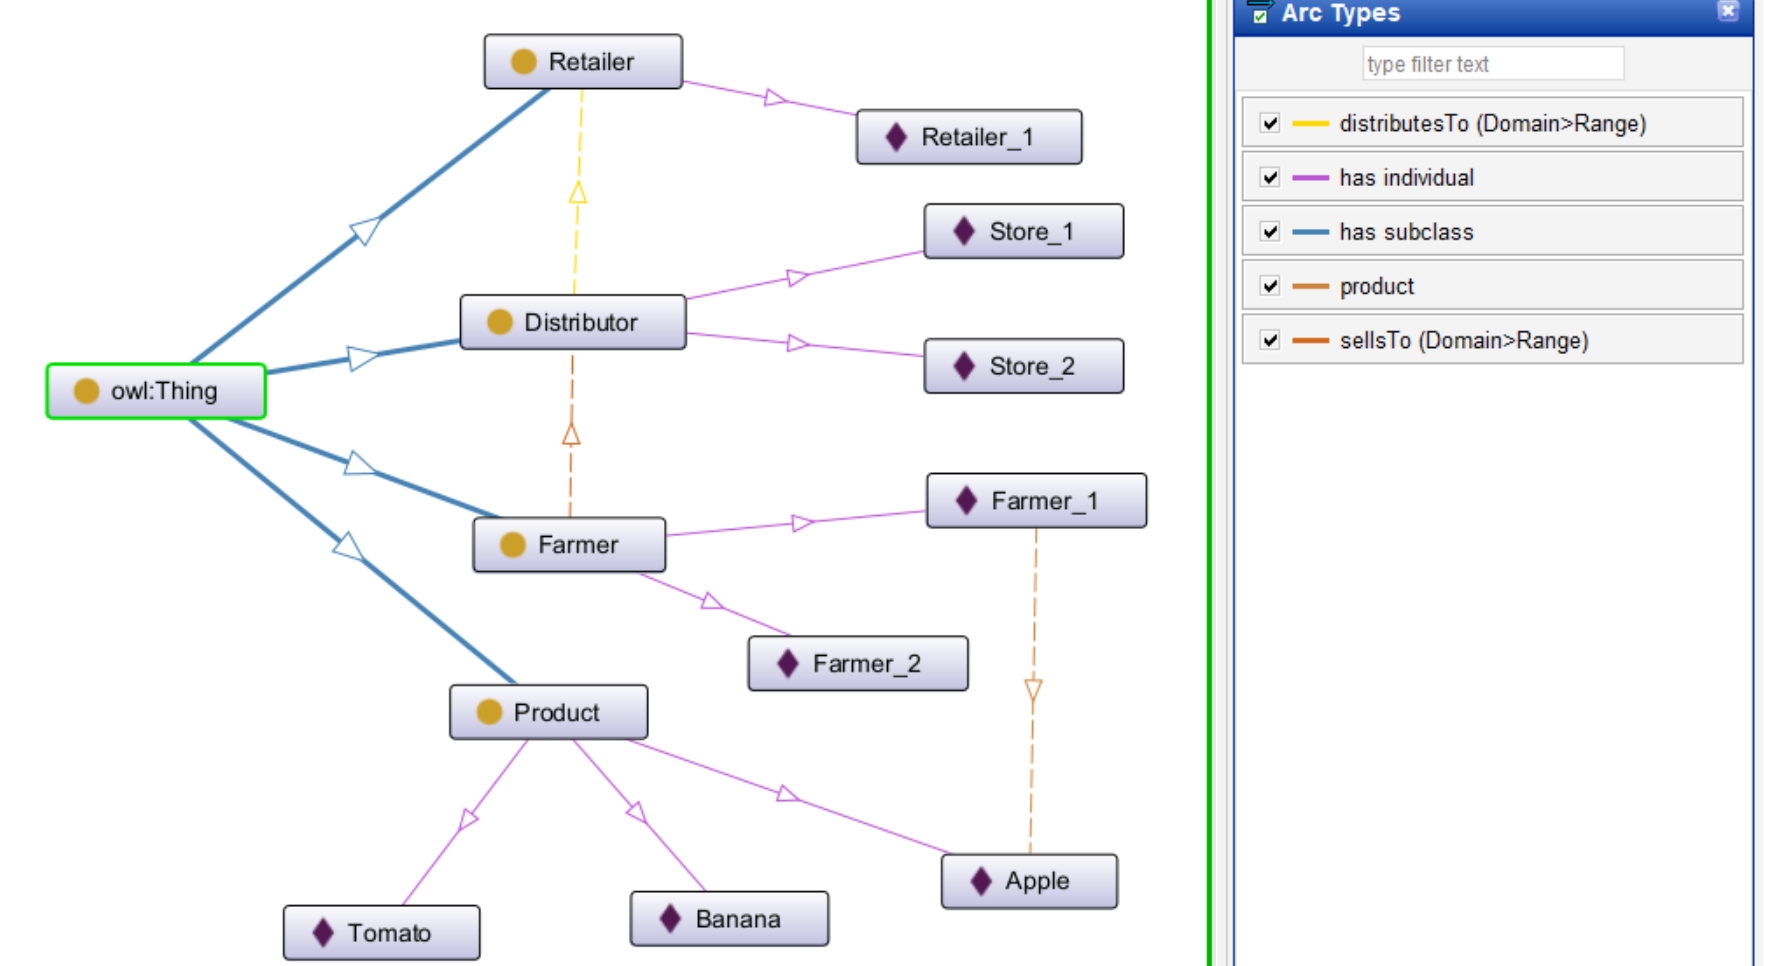 Retailer
Retailer_1
Store_1
Distributor
Store_2
owl:Thing
Farmer_1
Farmer
Farmer_2
Product
Apple
Banana
Tomato
Arc Types
type filter text
distributesTo (Domain>Range)
has individual
has subclass
product
sellsTo (Domain>Range)